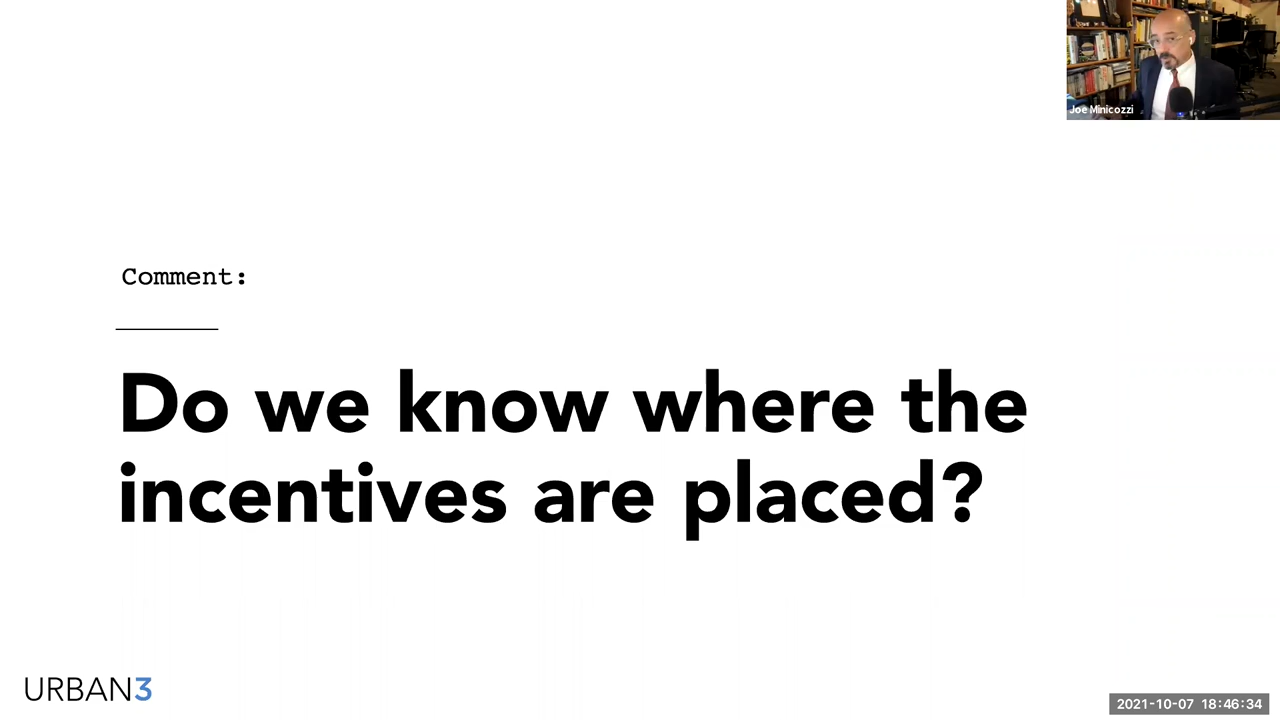 Joe Minicozzi
Comment:
Do we know where the
incentives are placed?
URBAN3
2021-10-07 18:46:34